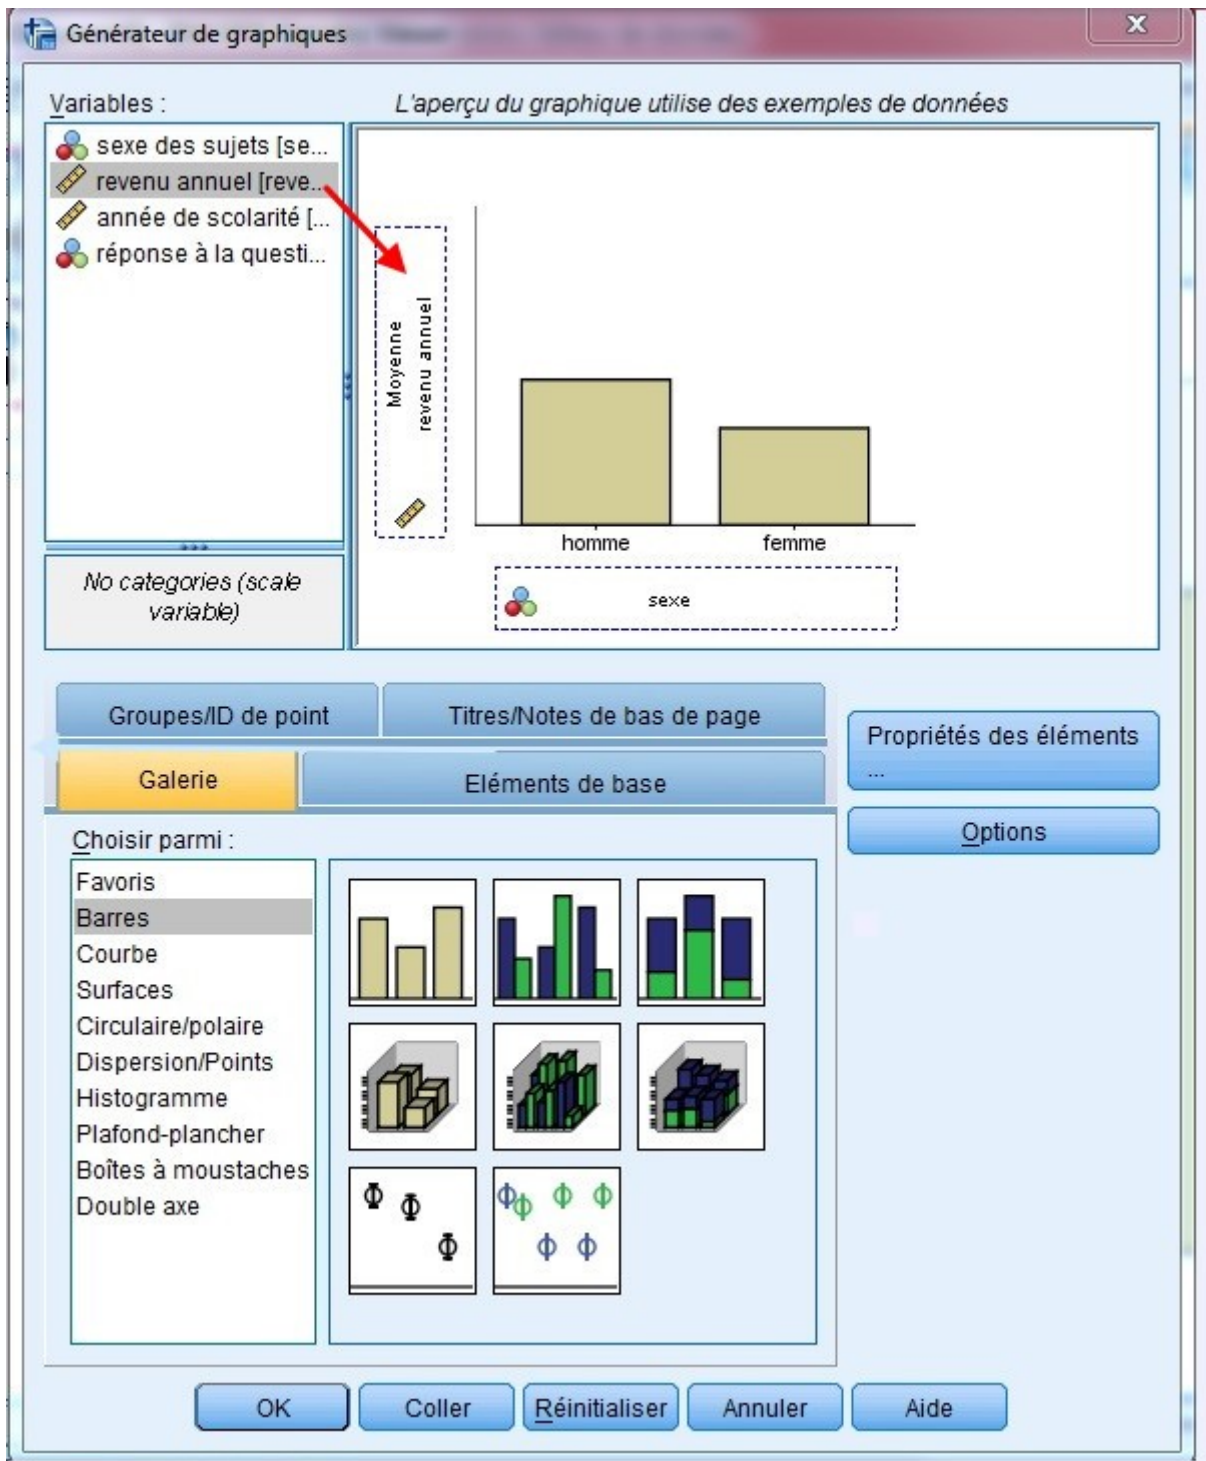 Générateur de graphiques
Variables :
L'aperçu du graphique utilise des exemples de données
sexe des sujets [se...
revenu annuel [reve...
année de scolarité [...
réponse à la questi...
No categories (scale
variable)
Moyenne
revenu annuel
homme
femme
sexe
Groupes/ID de point
Titres/Notes de bas de page
Galerie
Eléments de base
Propriétés des éléments
...
Options
Choisir parmi :
Favoris
Barres
Courbe
Surfaces
Circulaire/polaire
Dispersion/Points
Histogramme
Plafond-plancher
Boîtes à moustaches
Double axe
OK
Coller
Réinitialiser
Annuler
Aide